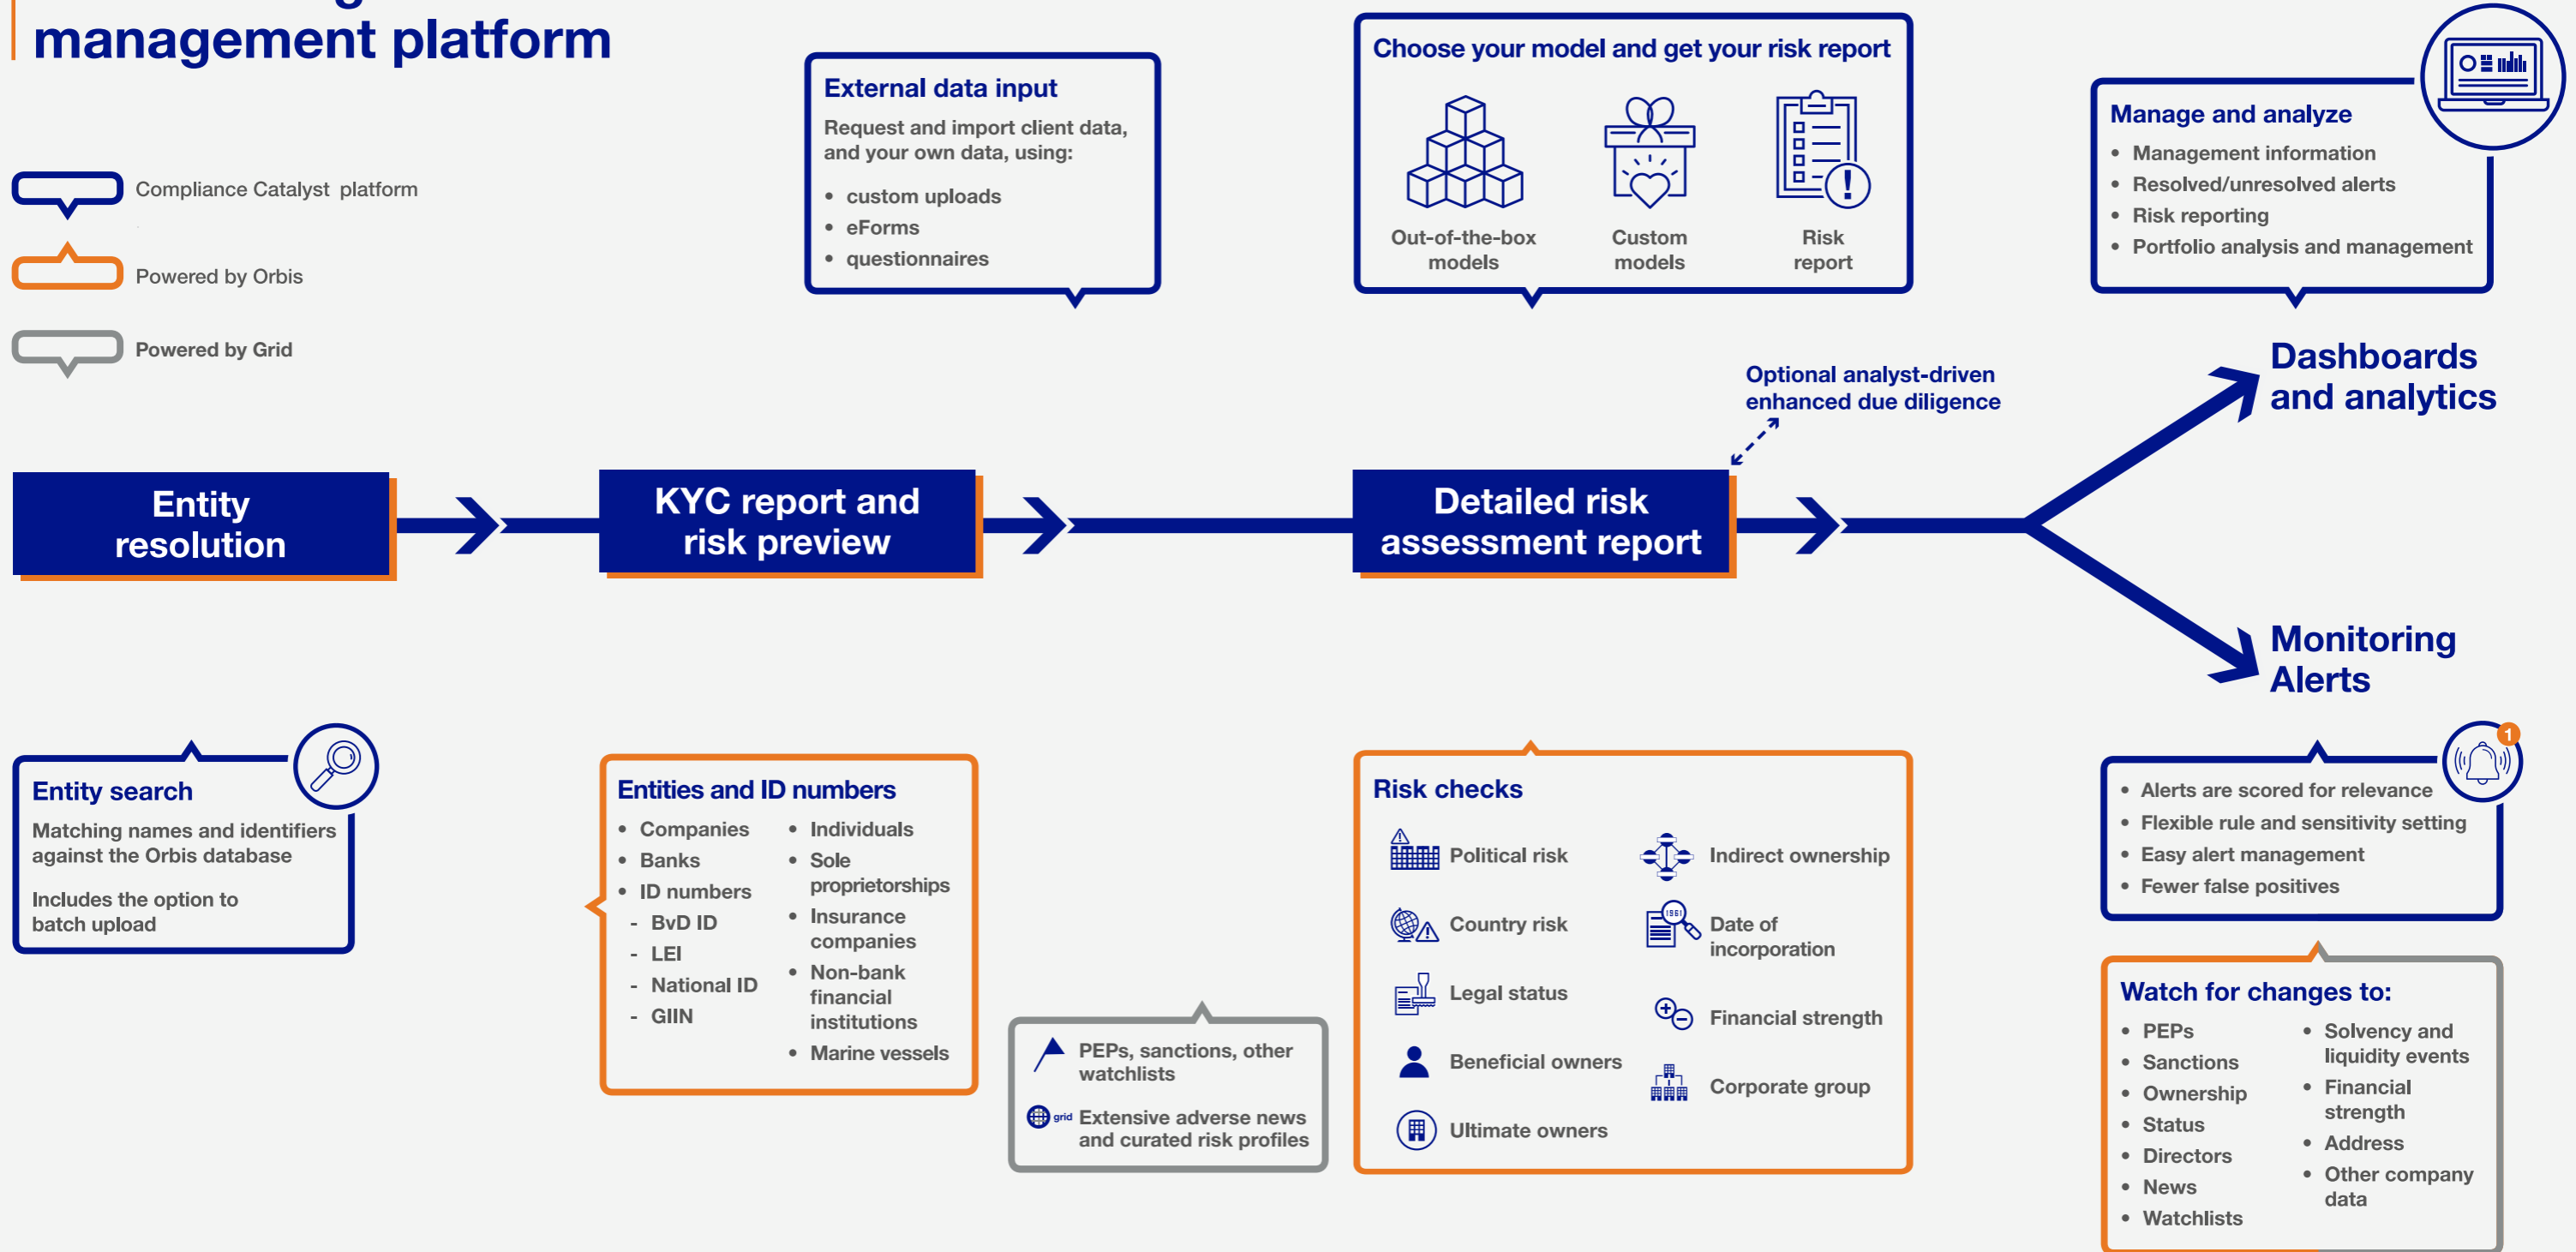 management platform
Compliance Catalyst platform
Powered by Orbis
Powered by Grid
External data input
Request and import client data,
and your own data, using:
• custom uploads
• eForms
• questionnaires
Choose your model and get your risk report
Out-of-the-box
models
Custom
models
Risk
report
Manage and analyze
• Management information
• Resolved/unresolved alerts
• Risk reporting
• Portfolio analysis and management
Optional analyst-driven
enhanced due diligence
Dashboards
and analytics
Entity
resolution
KYC report and
risk preview
Detailed risk
assessment report
Monitoring
Alerts
Entity search
Matching names and identifiers
against the Orbis database
Includes the option to
batch upload
Entities and ID numbers
• Companies
• Banks
• ID numbers
- BvD ID
- LEI
- National ID
- GIIN
• Individuals
• Sole
proprietorships
• Insurance
companies
• Non-bank
financial
institutions
• Marine vessels
PEPs, sanctions, other
watchlists
grid
Extensive adverse news
and curated risk profiles
Risk checks
Political risk
Country risk
Legal status
Beneficial owners
Ultimate owners
Indirect ownership
1961
Date of
incorporation
Financial strength
Corporate group
1
• Alerts are scored for relevance
• Flexible rule and sensitivity setting
• Easy alert management
• Fewer false positives
Watch for changes to:
• PEPs
• Sanctions
• Ownership
• Status
• Directors
• News
• Watchlists
• Solvency and
liquidity events
• Financial
strength
• Address
• Other company
data